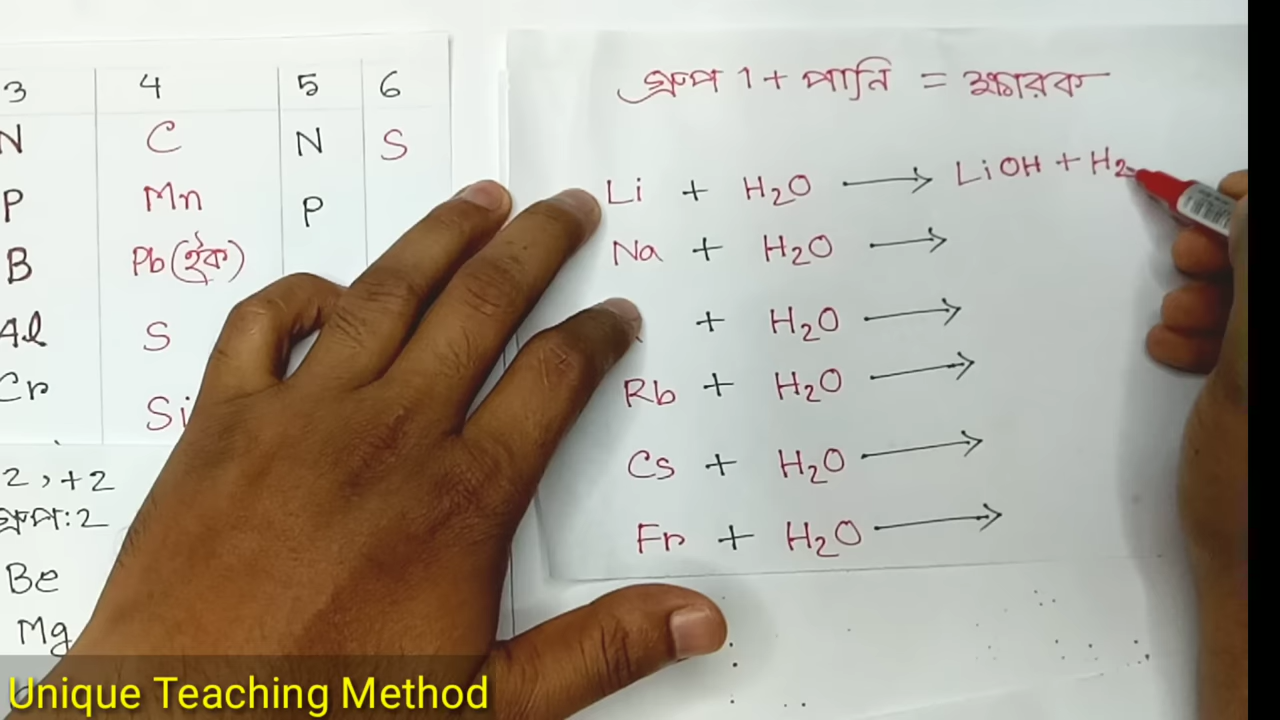 3 4 5 6
N C N S
P Mn P
B Pb
Al S
Cr Si
2, +2
গ্রুপ: 2
Be
Mg
গ্রুপ 1 + পানি = ক্ষারক
Li + H₂O ⟶ LiOH + H₂
Na + H₂O ⟶
+ H₂O ⟶
Rb + H₂O ⟶
Cs + H₂O ⟶
Fr + H₂O ⟶
Unique Teaching Method